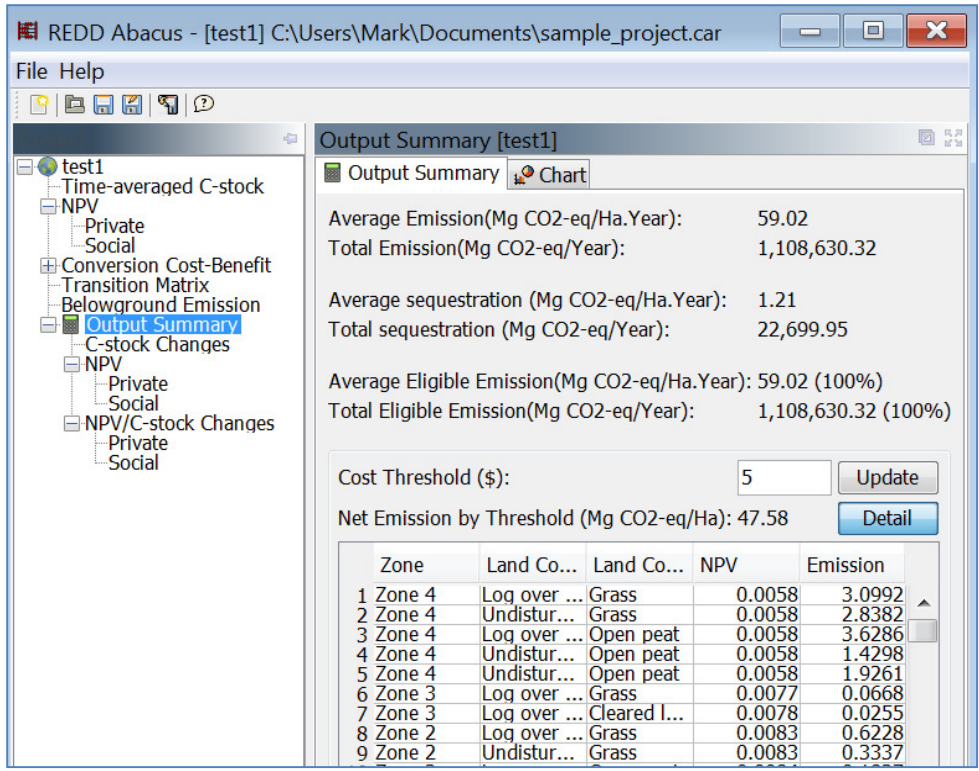 REDD Abacus - [test1] C:\Users\Mark\Documents\sample_project.car
File Help
Output Summary [test1]
test1
Time-averaged C-stock
NPV
Private
Social
Conversion Cost-Benefit
Transition Matrix
Belowground Emission
Output Summary
C-stock Changes
NPV
Private
Social
NPV/C-stock Changes
Private
Social
Output Summary Chart
Average Emission(Mg CO2-eq/Ha.Year): 59.02
Total Emission(Mg CO2-eq/Year): 1,108,630.32
Average sequestration (Mg CO2-eq/Ha.Year): 1.21
Total sequestration (Mg CO2-eq/Year): 22,699.95
Average Eligible Emission(Mg CO2-eq/Ha.Year): 59.02 (100%)
Total Eligible Emission(Mg CO2-eq/Year): 1,108,630.32 (100%)
Cost Threshold ($): 5 Update
Net Emission by Threshold (Mg CO2-eq/Ha): 47.58 Detail
Zone Land Co... Land Co... NPV Emission
1 Zone 4 Log over ... Grass 0.0058 3.0992
2 Zone 4 Undistur... Grass 0.0058 2.8382
3 Zone 4 Log over ... Open peat 0.0058 3.6286
4 Zone 4 Undistur... Open peat 0.0058 1.4298
5 Zone 4 Undistur... Open peat 0.0058 1.9261
6 Zone 3 Log over ... Grass 0.0077 0.0668
7 Zone 3 Log over ... Cleared l... 0.0078 0.0255
8 Zone 2 Log over ... Grass 0.0083 0.6228
9 Zone 2 Undistur... Grass 0.0083 0.3337